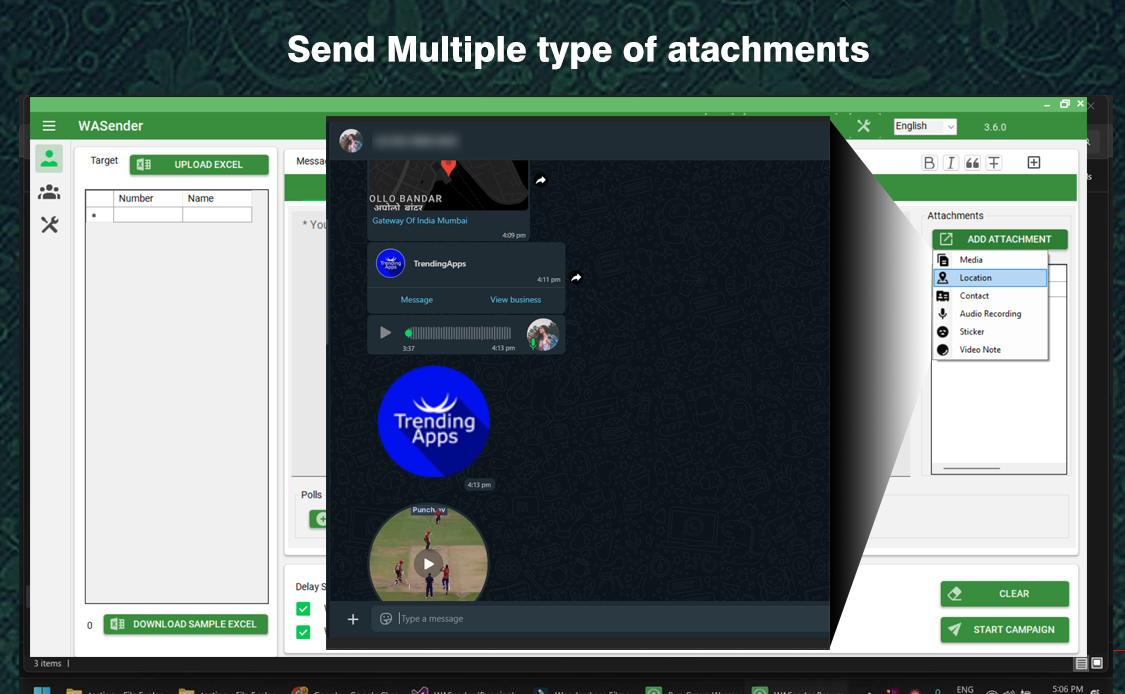 Send Multiple type of atachments
WASender
English
3.6.0
Target
UPLOAD EXCEL
Number
Name
OLLO BANDAR
अपोलो बांदर
Gateway Of India Mumbai
4:09 pm
Trending
Apps
TrendingApps
4:11 pm
Message
View business
3:37
4:13 pm
Trending
Apps
4:13 pm
Type a message
* You
B I
Attachments
ADD ATTACHMENT
Media
Location
Contact
Audio Recording
Sticker
Video Note
Polls
Delay S
CLEAR
START CAMPAIGN
0
DOWNLOAD SAMPLE EXCEL
3 items
ENG
5:06 PM